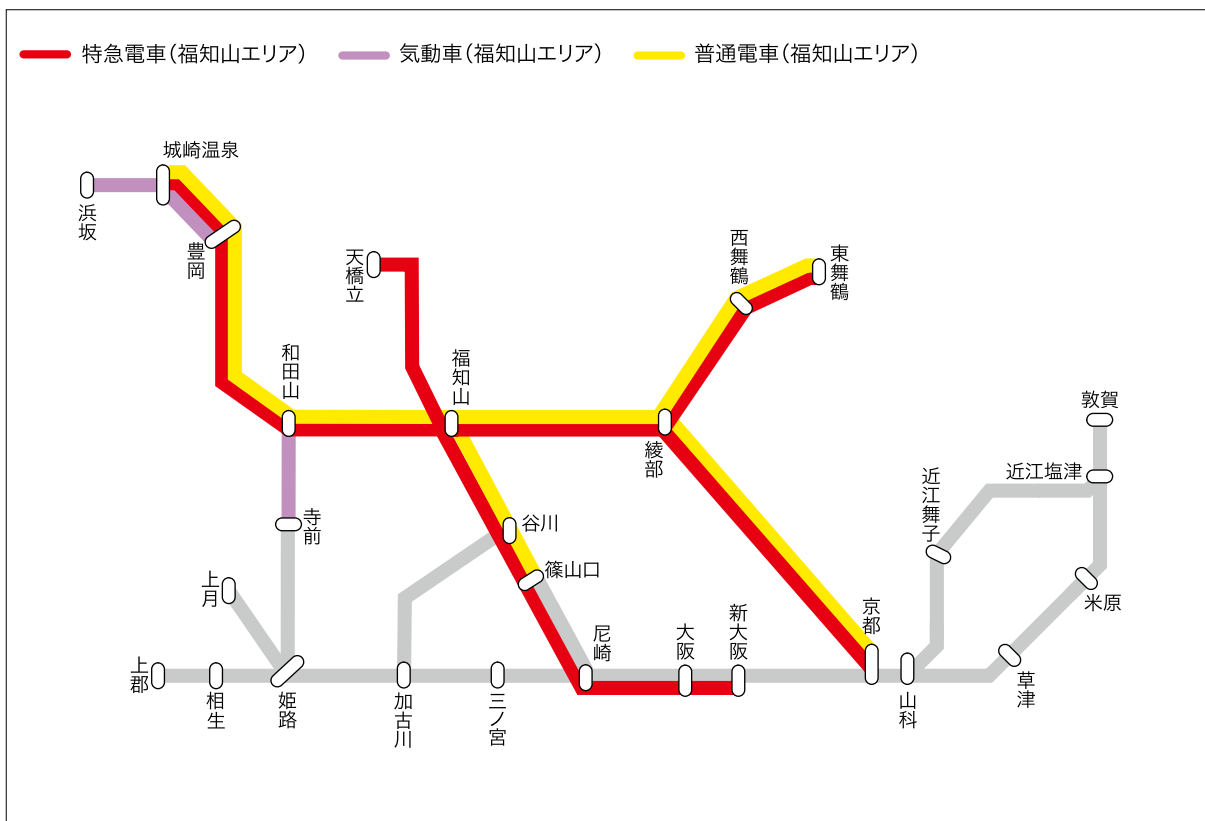 特急電車(福知山エリア)
気動車(福知山エリア)
普通電車(福知山エリア)
城崎温泉
浜坂
豊岡
天橋立
西舞鶴
東舞鶴
和田山
福知山
綾部
敦賀
近江塩津
近江舞子
寺前
谷川
篠山口
上月
米原
尼崎
大阪
新大阪
京都
上郡
相生
姫路
加古川
三ノ宮
山科
草津